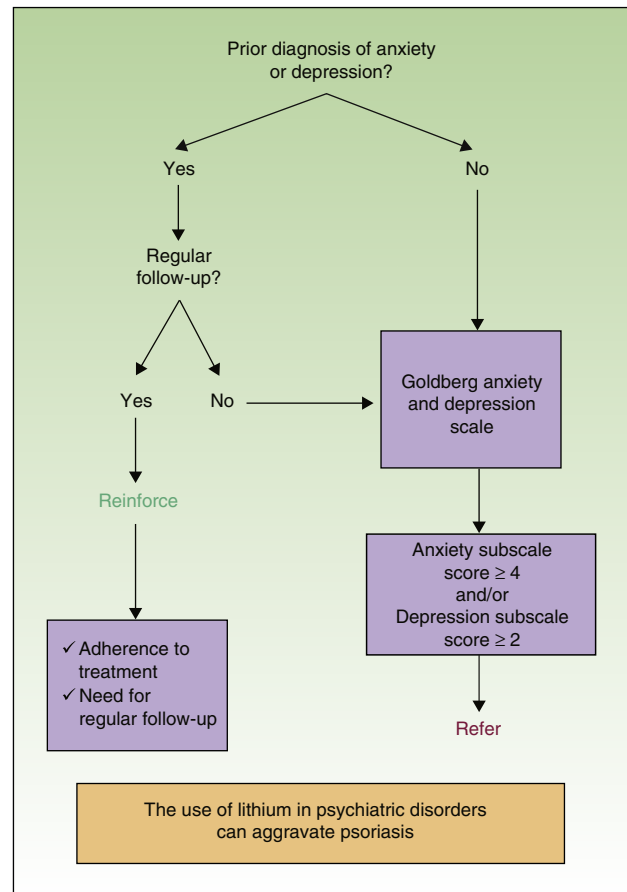 Prior diagnosis of anxiety
or depression?
Yes
No
Regular
follow-up?
Yes
No
Goldberg anxiety
and depression
scale
Reinforce
Anxiety subscale
score ≥ 4
and/or
Depression subscale
score ≥ 2
✓ Adherence to
treatment
✓ Need for
regular follow-up
Refer
The use of lithium in psychiatric disorders
can aggravate psoriasis